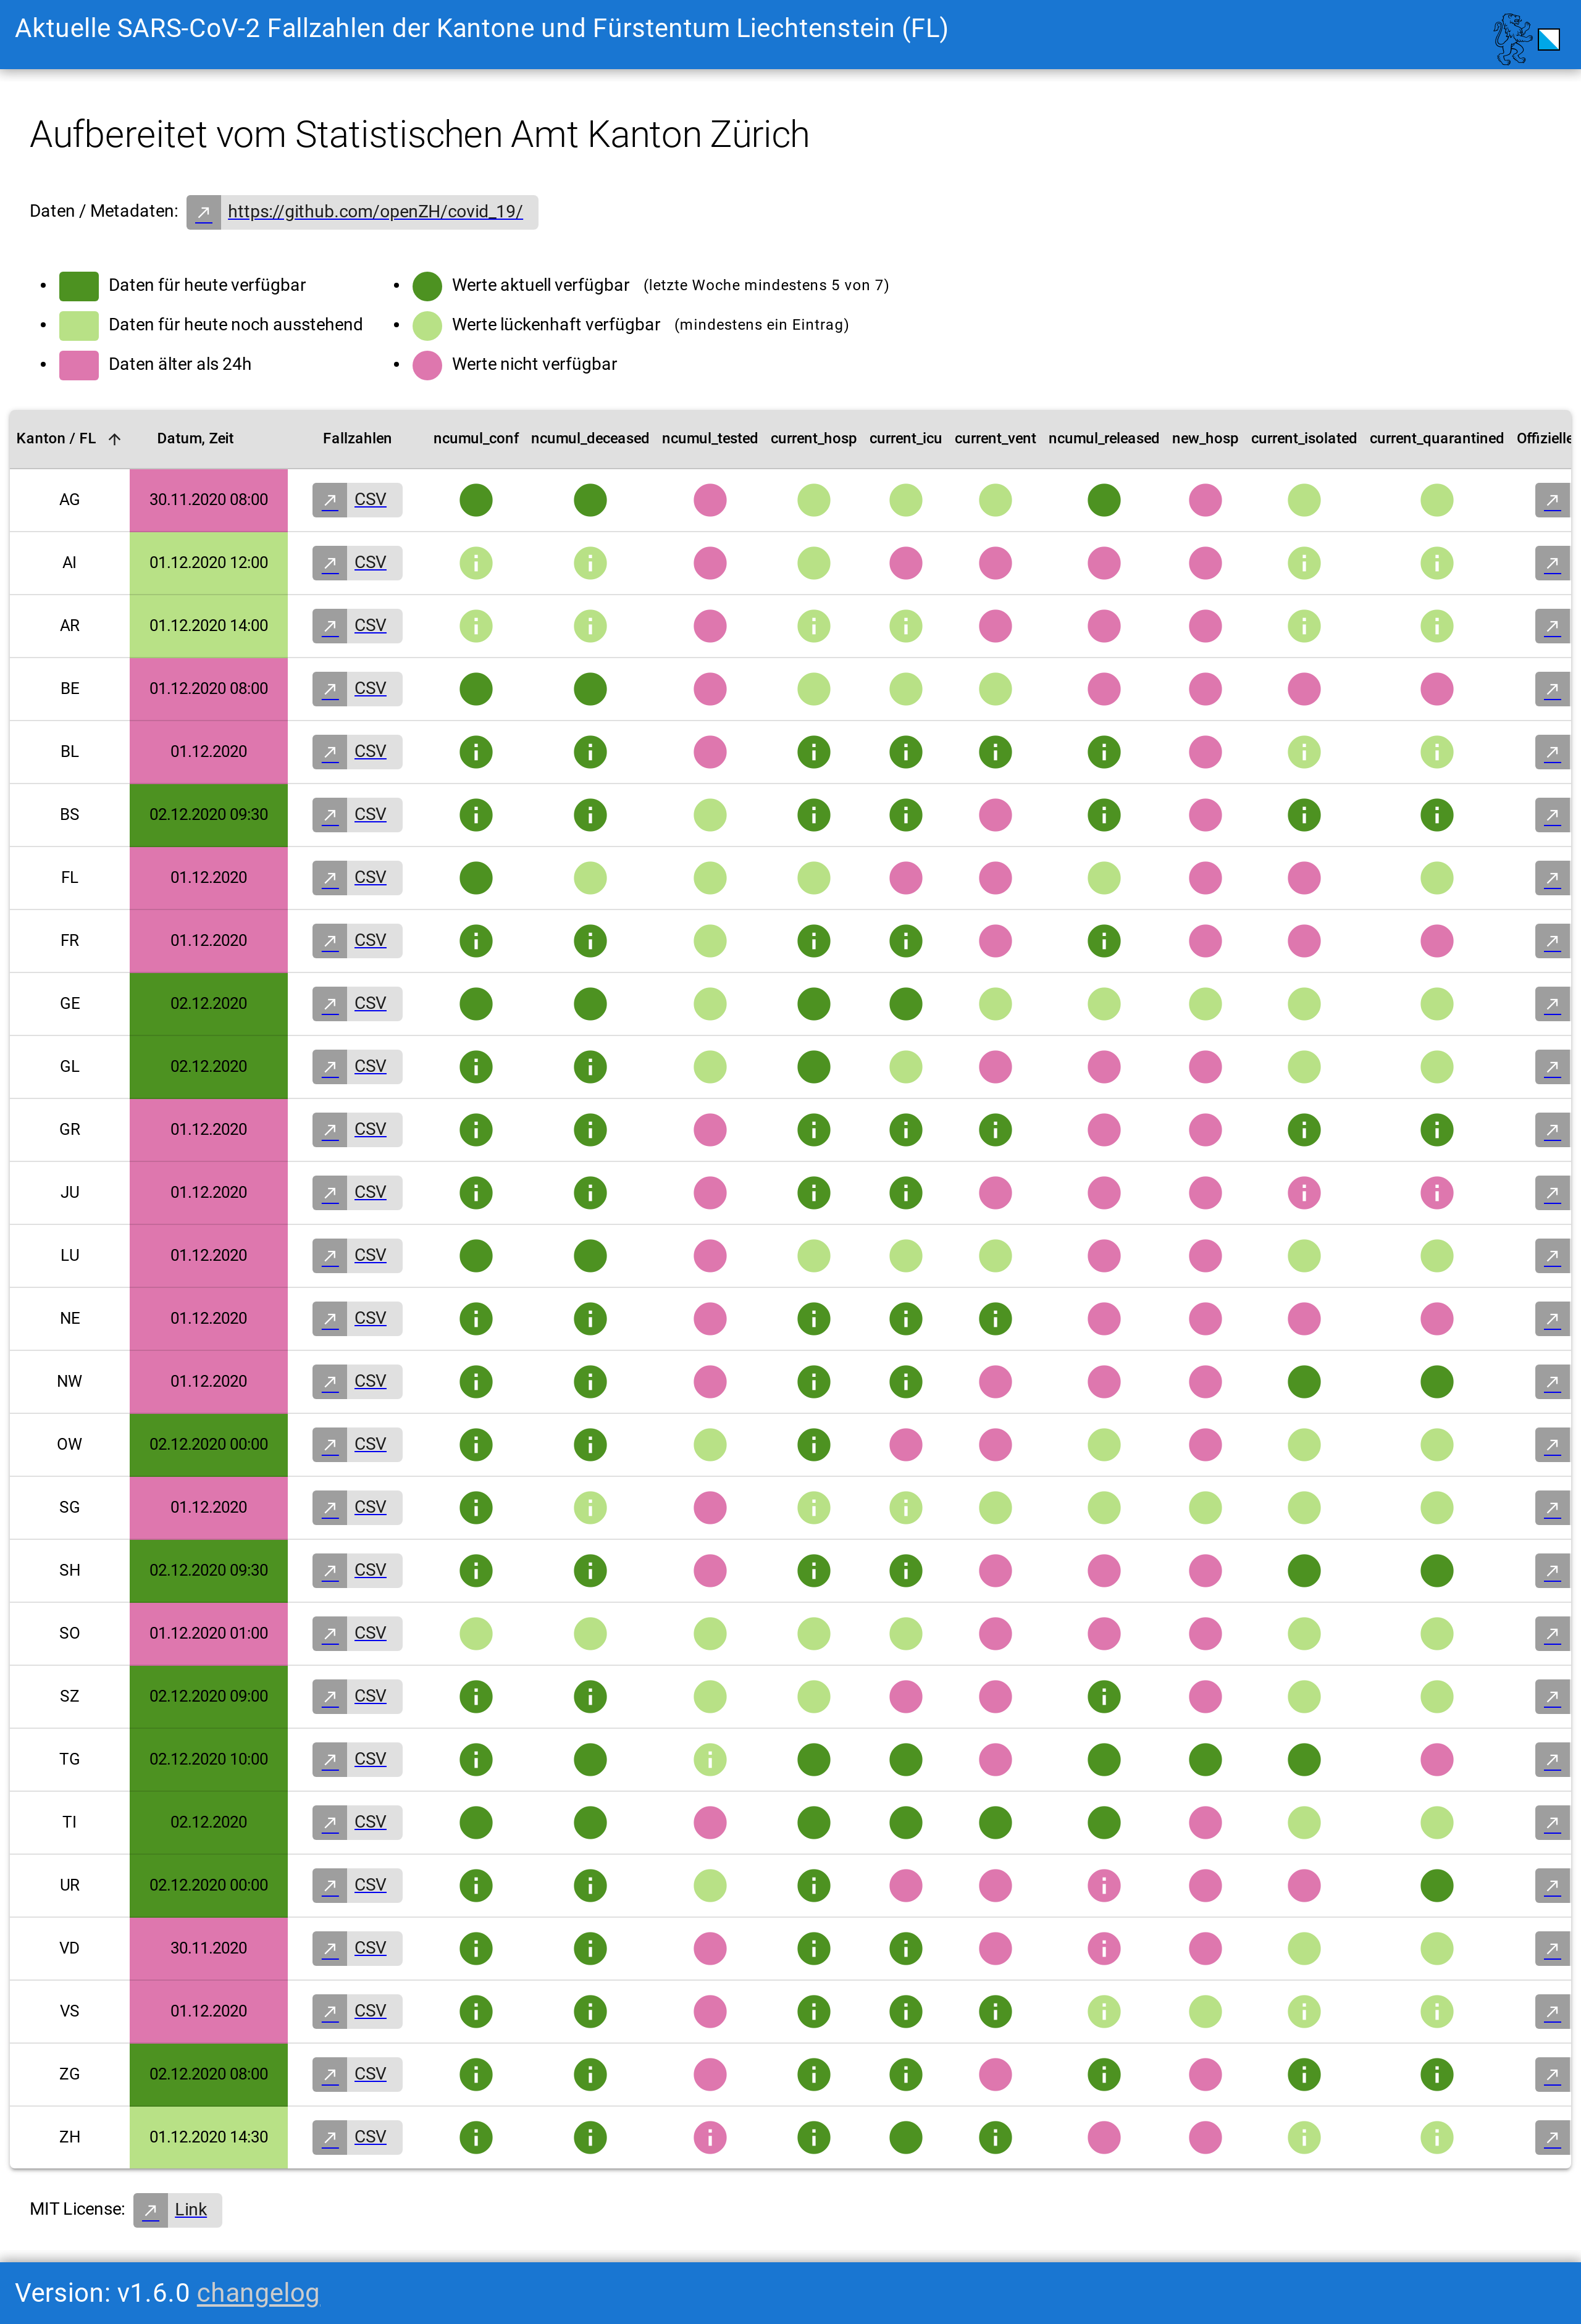 Aktuelle SARS-CoV-2 Fallzahlen der Kantone und Fürstentum Liechtenstein (FL)
Aufbereitet vom Statistischen Amt Kanton Zürich
Daten / Metadaten: https://github.com/openZH/covid_19/
Daten für heute verfügbar
Daten für heute noch ausstehend
Daten älter als 24h
Werte aktuell verfügbar (letzte Woche mindestens 5 von 7)
Werte lückenhaft verfügbar (mindestens ein Eintrag)
Werte nicht verfügbar
Kanton / FL Datum, Zeit Fallzahlen ncumul_conf ncumul_deceased ncumul_tested current_hosp current_icu current_vent ncumul_released new_hosp current_isolated current_quarantined Offizielle
AG 30.11.2020 08:00 CSV
AI 01.12.2020 12:00 CSV
AR 01.12.2020 14:00 CSV
BE 01.12.2020 08:00 CSV
BL 01.12.2020 CSV
BS 02.12.2020 09:30 CSV
FL 01.12.2020 CSV
FR 01.12.2020 CSV
GE 02.12.2020 CSV
GL 02.12.2020 CSV
GR 01.12.2020 CSV
JU 01.12.2020 CSV
LU 01.12.2020 CSV
NE 01.12.2020 CSV
NW 01.12.2020 CSV
OW 02.12.2020 00:00 CSV
SG 01.12.2020 CSV
SH 02.12.2020 09:30 CSV
SO 01.12.2020 01:00 CSV
SZ 02.12.2020 09:00 CSV
TG 02.12.2020 10:00 CSV
TI 02.12.2020 CSV
UR 02.12.2020 00:00 CSV
VD 30.11.2020 CSV
VS 01.12.2020 CSV
ZG 02.12.2020 08:00 CSV
ZH 01.12.2020 14:30 CSV
MIT License: Link
Version: v1.6.0 changelog